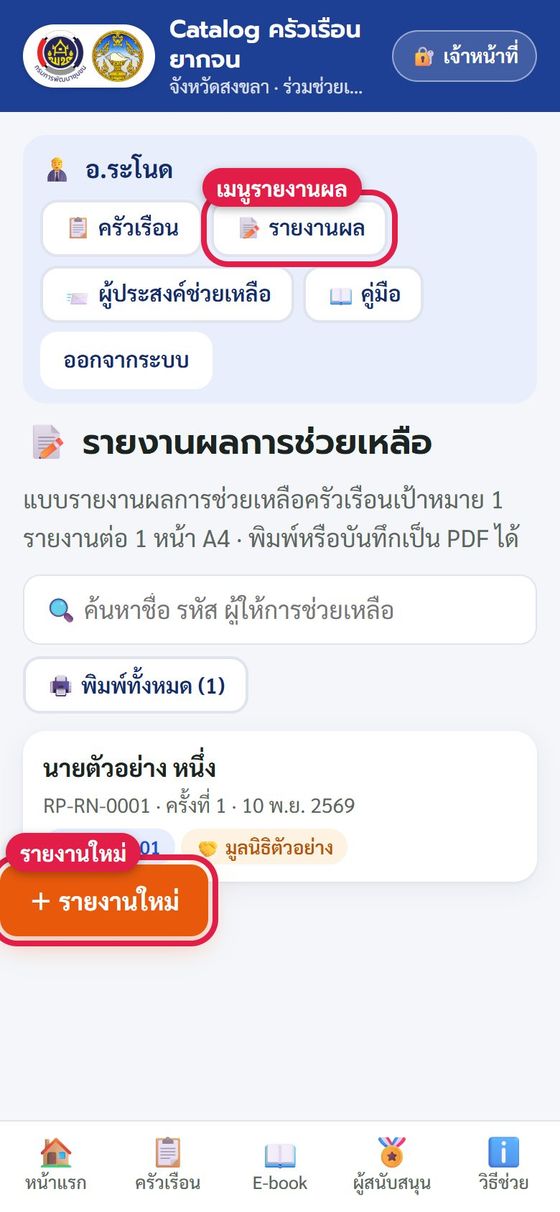 Catalog ครัวเรือน
ยากจน
จังหวัดสงขลา · ร่วมช่วยเ...
เจ้าหน้าที่
กรมการพัฒนาชุมชน
อ.ระโนด
เมนูรายงานผล
ครัวเรือน
รายงานผล
ผู้ประสงค์ช่วยเหลือ
คู่มือ
ออกจากระบบ
รายงานผลการช่วยเหลือ
แบบรายงานผลการช่วยเหลือครัวเรือนเป้าหมาย 1
รายงานต่อ 1 หน้า A4 · พิมพ์หรือบันทึกเป็น PDF ได้
ค้นหาชื่อ รหัส ผู้ให้การช่วยเหลือ
พิมพ์ทั้งหมด (1)
นายตัวอย่าง หนึ่ง
RP-RN-0001 · ครั้งที่ 1 · 10 พ.ย. 2569
รายงานใหม่
01
มูลนิธิตัวอย่าง
+ รายงานใหม่
หน้าแรก
ครัวเรือน
E-book
ผู้สนับสนุน
วิธีช่วย